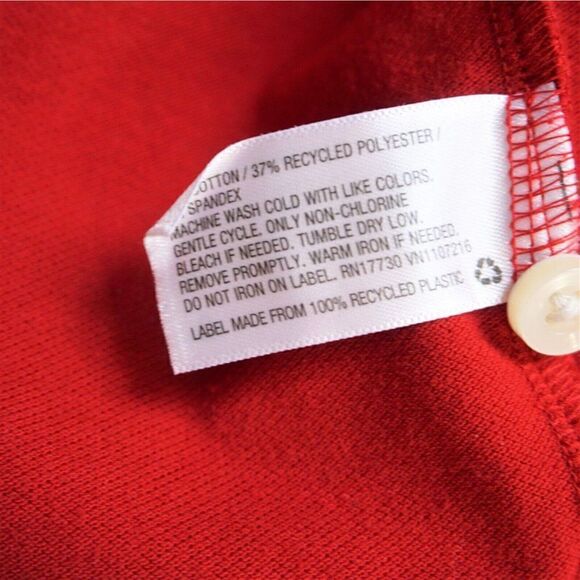 COTTON / 37% RECYCLED POLYESTER /
SPANDEX
MACHINE WASH COLD WITH LIKE COLORS.
GENTLE CYCLE. ONLY NON-CHLORINE
BLEACH IF NEEDED. TUMBLE DRY LOW.
REMOVE PROMPTLY. WARM IRON IF NEEDED.
DO NOT IRON ON LABEL. RN17730 VN1107216
LABEL MADE FROM 100% RECYCLED PLASTIC